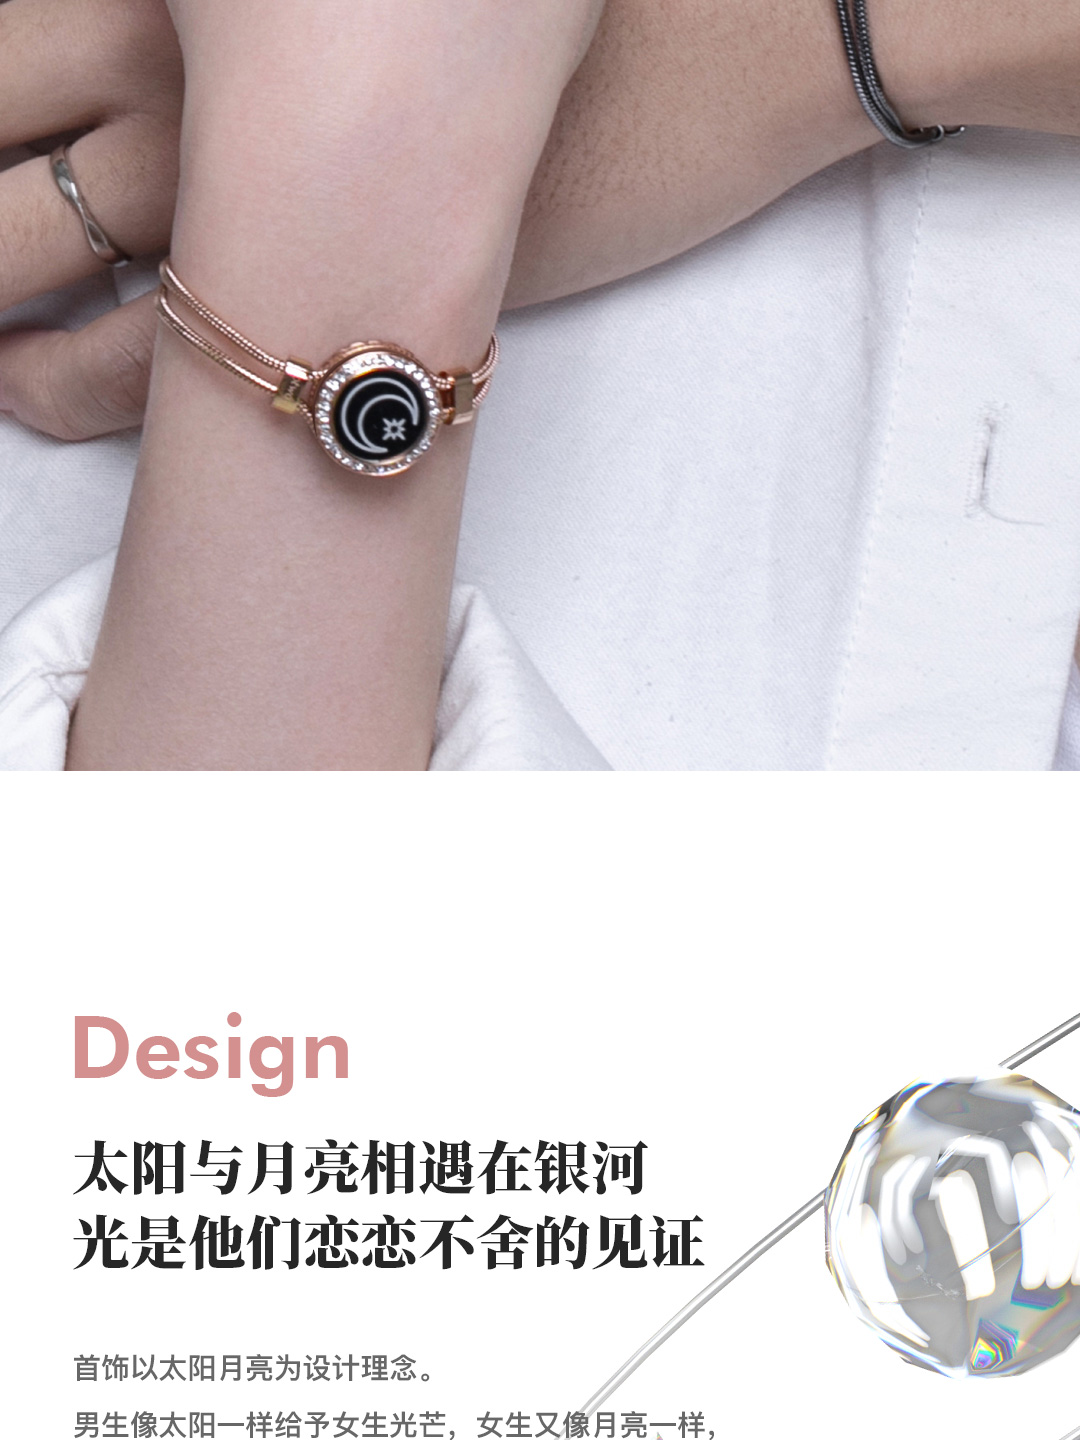 Design
太阳与月亮相遇在银河
光是他们恋恋不舍的见证
首饰以太阳月亮为设计理念。
男生像太阳一样给予女生光芒，女生又像月亮一样，